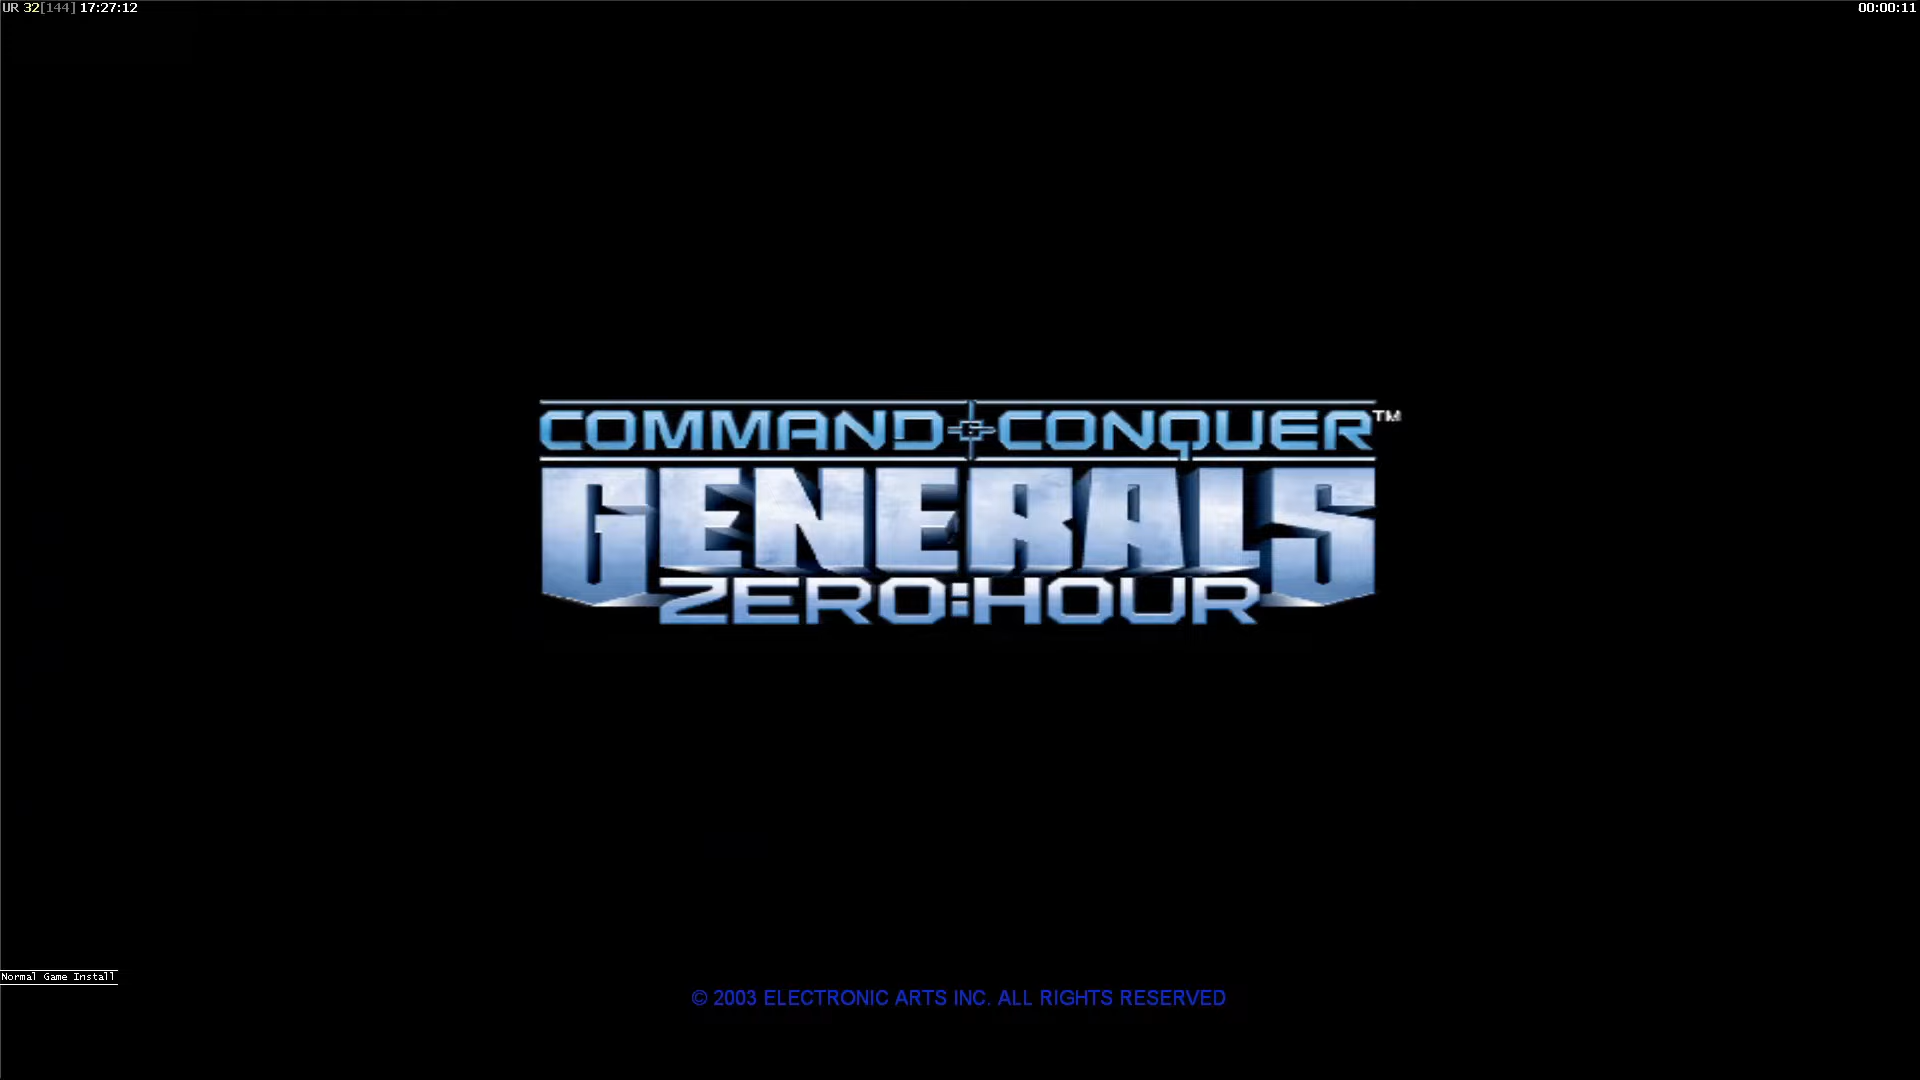 UR 32[144] 17:27:12
00:00:11
COMMAND CONQUER™
GENERALS
ZERO:HOUR
Normal Game Install
© 2003 ELECTRONIC ARTS INC. ALL RIGHTS RESERVED